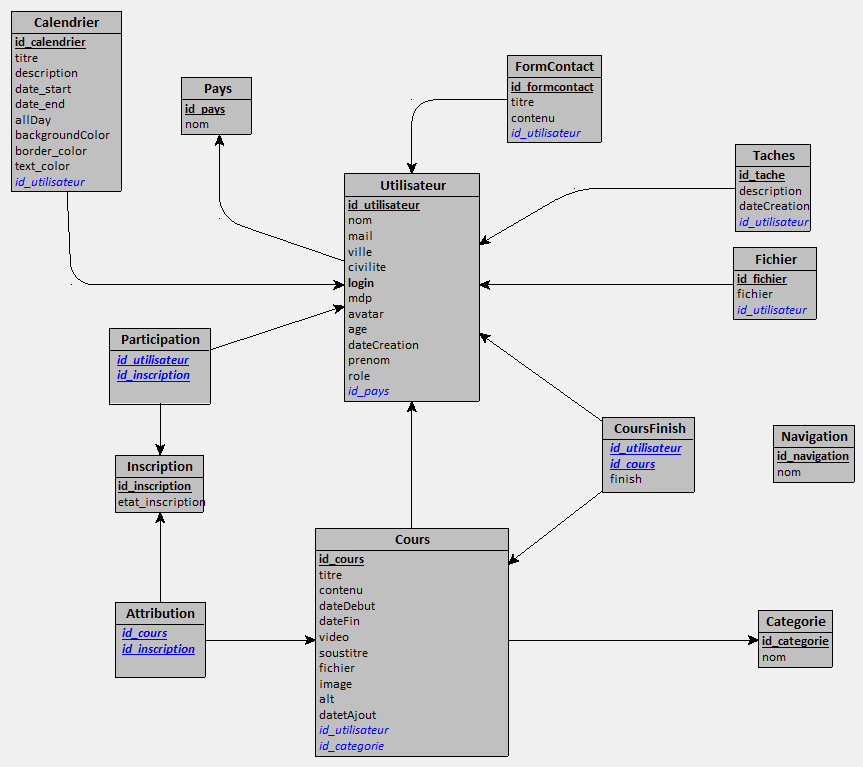 Calendrier
id_calendrier
titre
description
date_start
date_end
allDay
backgroundColor
border_color
text_color
id_utilisateur
Pays
id_pays
nom
FormContact
id_formcontact
titre
contenu
id_utilisateur
Taches
id_tache
description
dateCreation
id_utilisateur
Utilisateur
id_utilisateur
nom
mail
ville
civilite
login
mdp
avatar
age
dateCreation
prenom
role
id_pays
Fichier
id_fichier
fichier
id_utilisateur
Participation
id_utilisateur
id_inscription
CoursFinish
id_utilisateur
id_cours
finish
Navigation
id_navigation
nom
Inscription
id_inscription
etat_inscription
Cours
id_cours
titre
contenu
dateDebut
dateFin
video
soustitre
fichier
image
alt
datetAjout
id_utilisateur
id_categorie
Attribution
id_cours
id_inscription
Categorie
id_categorie
nom